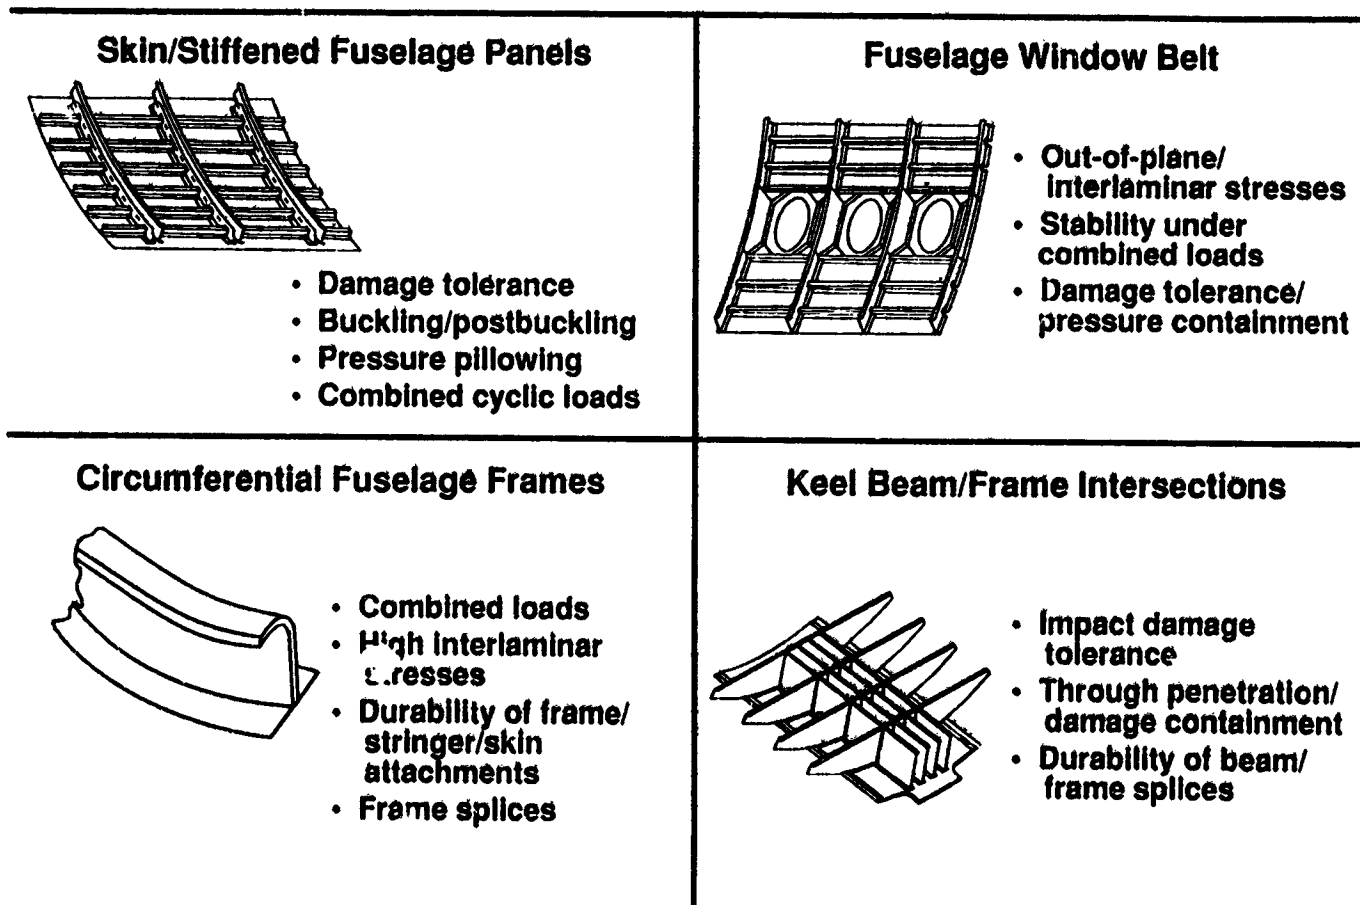 Skin/Stiffened Fuselage Panels
• Damage tolerance
• Buckling/postbuckling
• Pressure pillowing
• Combined cyclic loads
Fuselage Window Belt
• Out-of-plane/
interlaminar stresses
• Stability under
combined loads
• Damage tolerance/
pressure containment
Circumferential Fuselage Frames
• Combined loads
• High interlaminar
stresses
• Durability of frame/
stringer/skin
attachments
• Frame splices
Keel Beam/Frame Intersections
• Impact damage
tolerance
• Through penetration/
damage containment
• Durability of beam/
frame splices